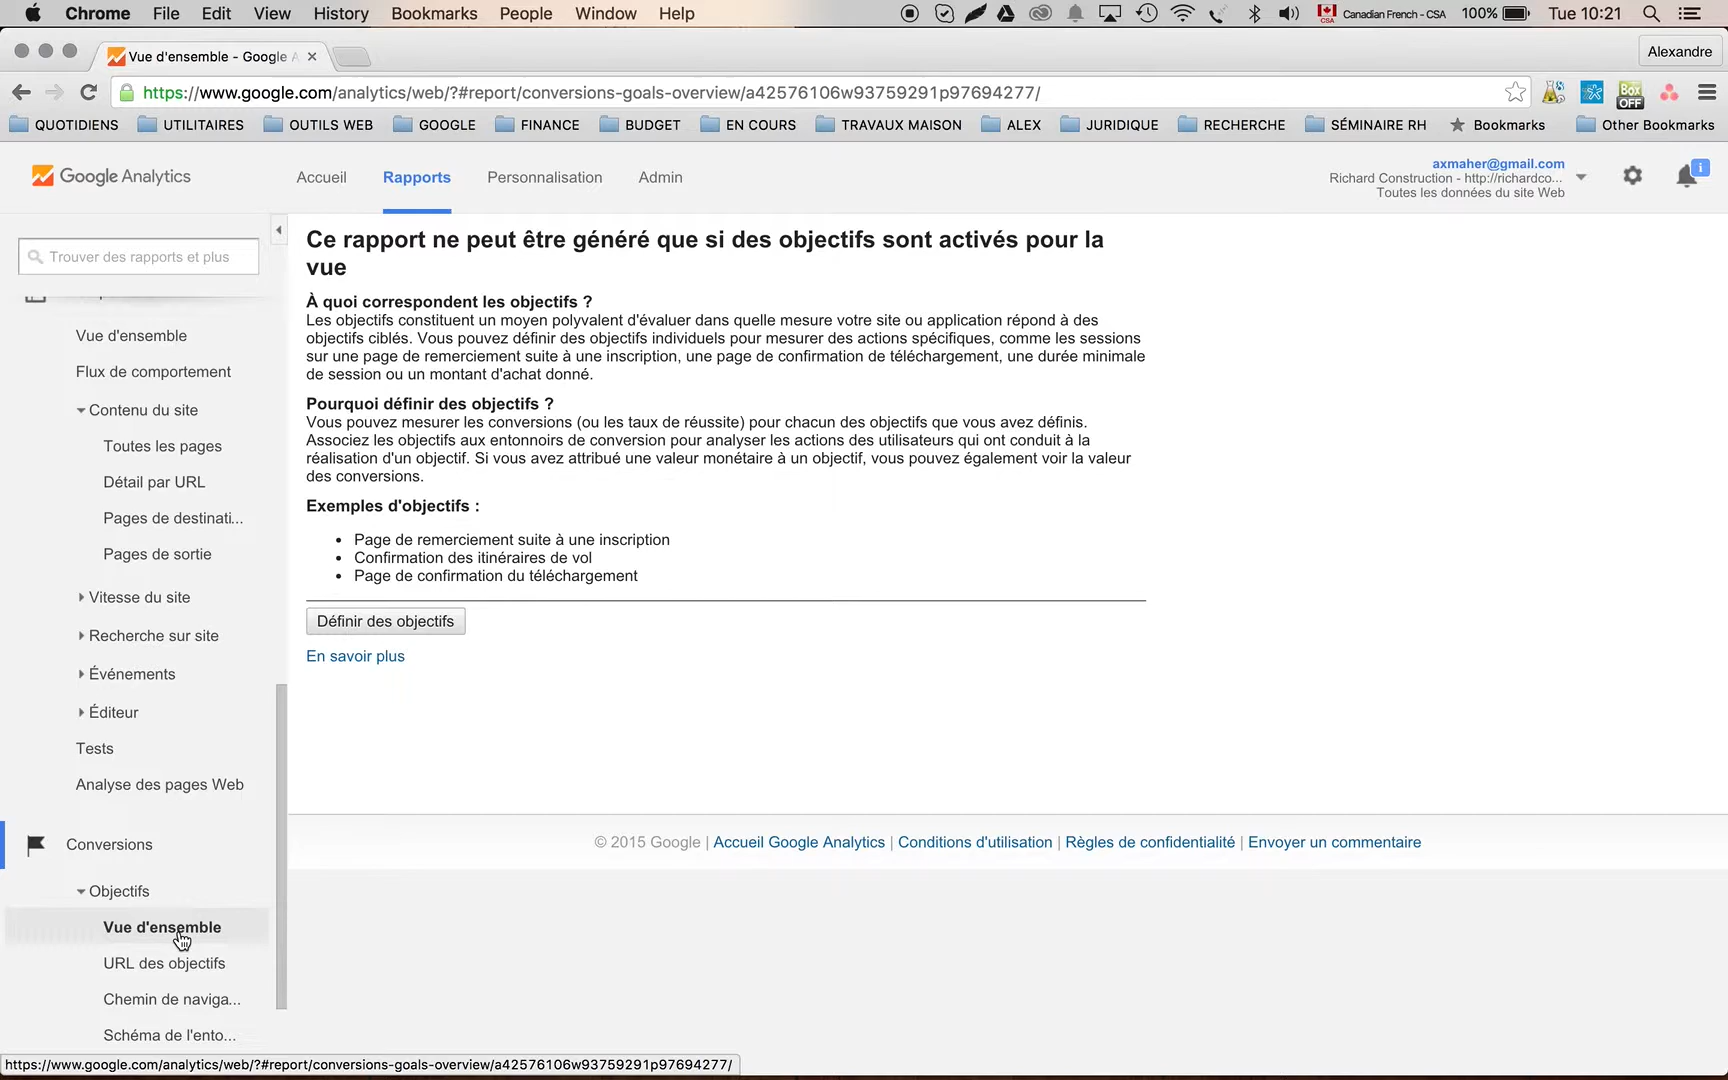 Chrome File Edit View History Bookmarks People Window Help
Canadian French - CSA 100% Tue 10:21
Vue d'ensemble - Google A
Alexandre
https://www.google.com/analytics/web/?#report/conversions-goals-overview/a42576106w93759291p97694277/
Box
OFF
QUOTIDIENS UTILITAIRES OUTILS WEB GOOGLE FINANCE BUDGET EN COURS TRAVAUX MAISON ALEX JURIDIQUE RECHERCHE SÉMINAIRE RH Bookmarks Other Bookmarks
Google Analytics
Accueil Rapports Personnalisation Admin
axmaher@gmail.com
Richard Construction - http://richardco...
Toutes les données du site Web
Trouver des rapports et plus
Vue d'ensemble
Flux de comportement
Contenu du site
Toutes les pages
Détail par URL
Pages de destinati...
Pages de sortie
Vitesse du site
Recherche sur site
Événements
Éditeur
Tests
Analyse des pages Web
Conversions
Objectifs
Vue d'ensemble
URL des objectifs
Chemin de naviga...
Schéma de l'ento...
Ce rapport ne peut être généré que si des objectifs sont activés pour la
vue
À quoi correspondent les objectifs ?
Les objectifs constituent un moyen polyvalent d'évaluer dans quelle mesure votre site ou application répond à des
objectifs ciblés. Vous pouvez définir des objectifs individuels pour mesurer des actions spécifiques, comme les sessions
sur une page de remerciement suite à une inscription, une page de confirmation de téléchargement, une durée minimale
de session ou un montant d'achat donné.
Pourquoi définir des objectifs ?
Vous pouvez mesurer les conversions (ou les taux de réussite) pour chacun des objectifs que vous avez définis.
Associez les objectifs aux entonnoirs de conversion pour analyser les actions des utilisateurs qui ont conduit à la
réalisation d'un objectif. Si vous avez attribué une valeur monétaire à un objectif, vous pouvez également voir la valeur
des conversions.
Exemples d'objectifs :
• Page de remerciement suite à une inscription
• Confirmation des itinéraires de vol
• Page de confirmation du téléchargement
Définir des objectifs
En savoir plus
© 2015 Google | Accueil Google Analytics | Conditions d'utilisation | Règles de confidentialité | Envoyer un commentaire
https://www.google.com/analytics/web/?#report/conversions-goals-overview/a42576106w93759291p97694277/